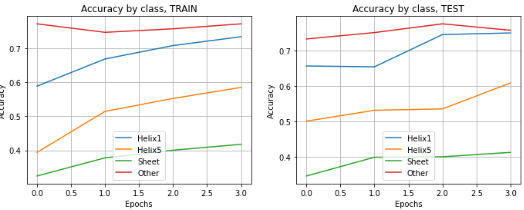 Accuracy by class, TRAIN
0.7
0.6
0.5
0.4
Accuracy
Helix1
Helix5
Sheet
Other
0.0 0.5 1.0 1.5 2.0 2.5 3.0
Epochs
Accuracy by class, TEST
0.7
0.6
0.5
0.4
Accuracy
Helix1
Helix5
Sheet
Other
0.0 0.5 1.0 1.5 2.0 2.5 3.0
Epochs